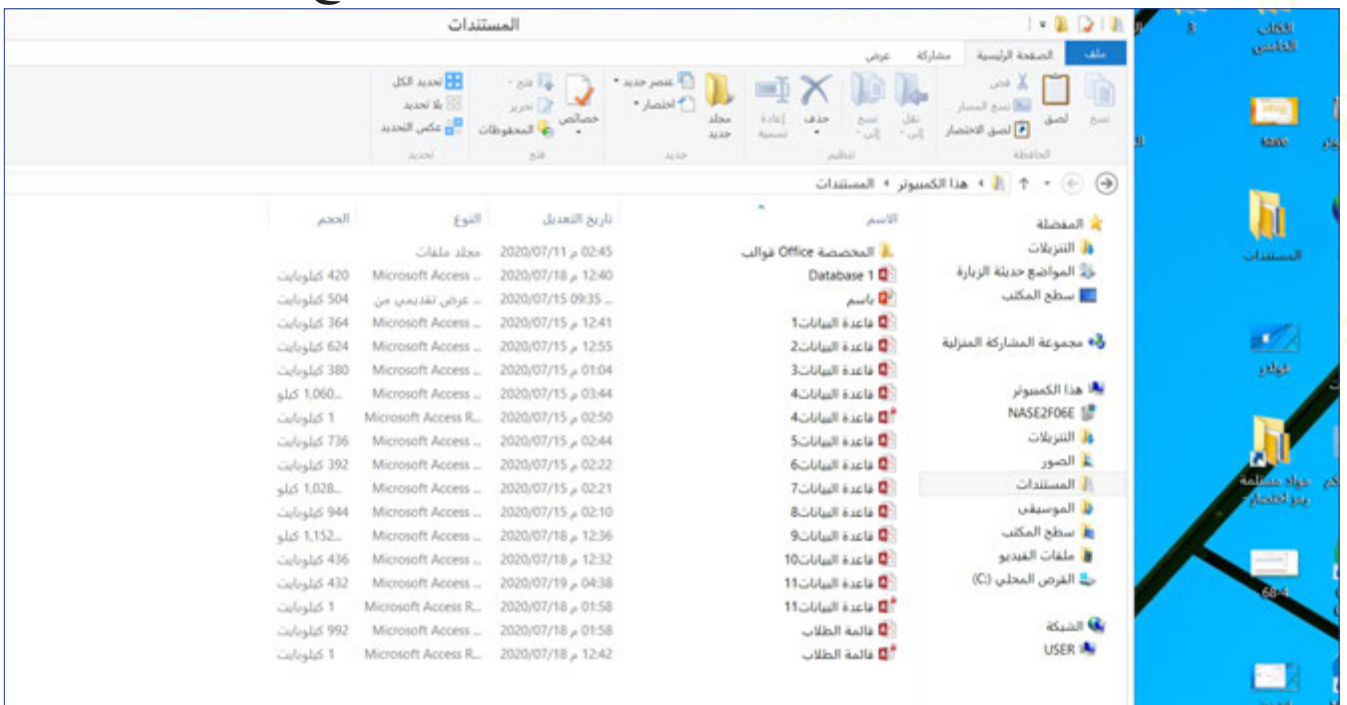 المستندات
ملف الصفحة الرئيسية مشاركة عرض
نسخ
لصق
قص
نسخ المسار
لصق الاختصار
الحافظة
نقل إلى
نسخ إلى
حذف
إعادة تسمية
تنظيم
مجلد جديد
عنصر جديد
اختصار
جديد
خصائص
فتح
تحرير
المحفوظات
فتح
تحديد الكل
بلا تحديد
عكس التحديد
تحديد
هذا الكمبيوتر المستندات
المفضلة
التنزيلات
المواضع حديثة الزيارة
سطح المكتب
مجموعة المشاركة المنزلية
هذا الكمبيوتر
NASE2F06E
التنزيلات
الصور
المستندات
الموسيقى
سطح المكتب
ملفات الفيديو
القرص المحلي (C:)
الشبكة
USER
الاسم تاريخ التعديل النوع الحجم
قوالب Office المخصصة 2020/07/11 م 02:45 مجلد ملفات
Database 1 2020/07/18 م 12:40 Microsoft Access ... 420 كيلوبايت
باسم 2020/07/15 09:35 ... عرض تقديمي من ... 504 كيلوبايت
قاعدة البيانات1 2020/07/15 م 12:41 Microsoft Access ... 364 كيلوبايت
قاعدة البيانات2 2020/07/15 م 12:55 Microsoft Access ... 624 كيلوبايت
قاعدة البيانات3 2020/07/15 م 01:04 Microsoft Access ... 380 كيلوبايت
قاعدة البيانات4 2020/07/15 م 03:44 Microsoft Access ... 1,060 كيلو...
قاعدة البيانات4 2020/07/15 م 02:50 Microsoft Access R... 1 كيلوبايت
قاعدة البيانات5 2020/07/15 م 02:44 Microsoft Access ... 736 كيلوبايت
قاعدة البيانات6 2020/07/15 م 02:22 Microsoft Access ... 392 كيلوبايت
قاعدة البيانات7 2020/07/15 م 02:21 Microsoft Access ... 1,028 كيلو...
قاعدة البيانات8 2020/07/15 م 02:10 Microsoft Access ... 944 كيلوبايت
قاعدة البيانات9 2020/07/18 م 12:36 Microsoft Access ... 1,152 كيلو...
قاعدة البيانات10 2020/07/18 م 12:32 Microsoft Access ... 436 كيلوبايت
قاعدة البيانات11 2020/07/19 م 04:38 Microsoft Access ... 432 كيلوبايت
قاعدة البيانات11 2020/07/18 م 01:58 Microsoft Access R... 1 كيلوبايت
قائمة الطلاب 2020/07/18 م 01:58 Microsoft Access ... 992 كيلوبايت
قائمة الطلاب 2020/07/18 م 12:42 Microsoft Access R... 1 كيلوبايت
save
المستندات
68-4